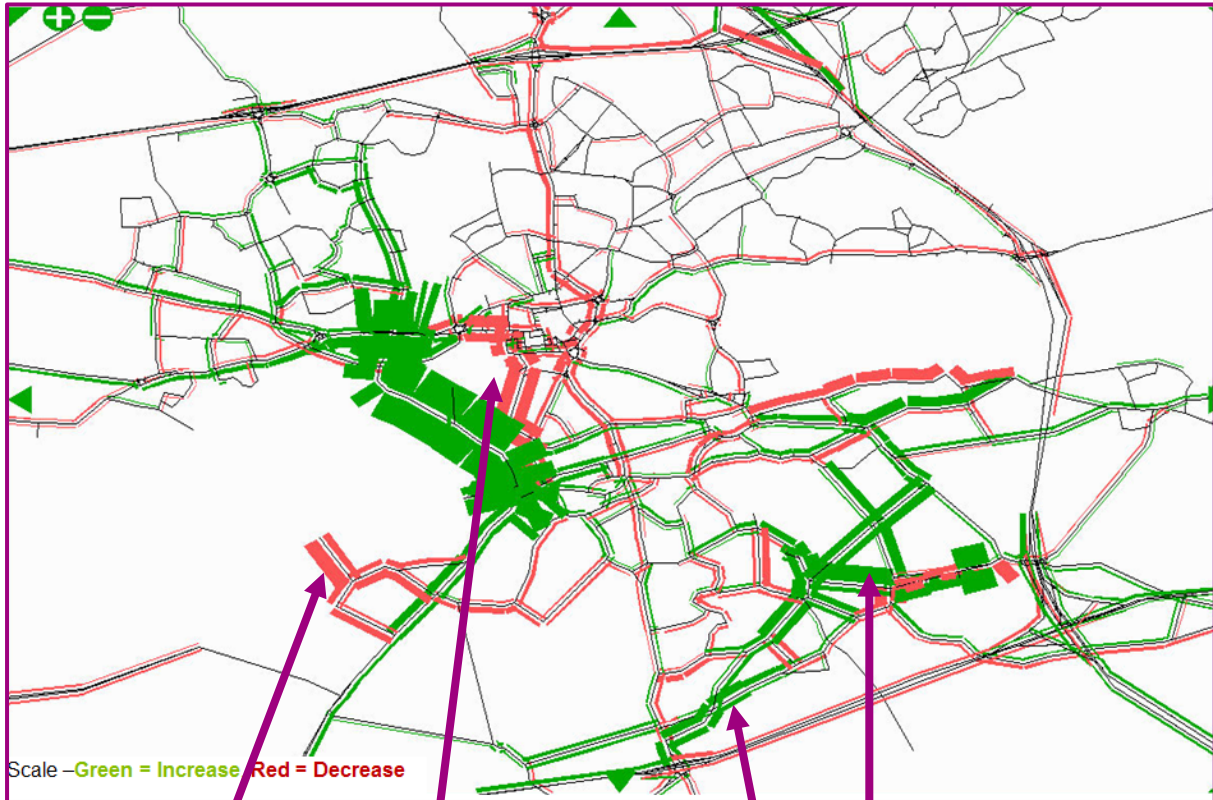 Scale –Green = Increase Red = Decrease